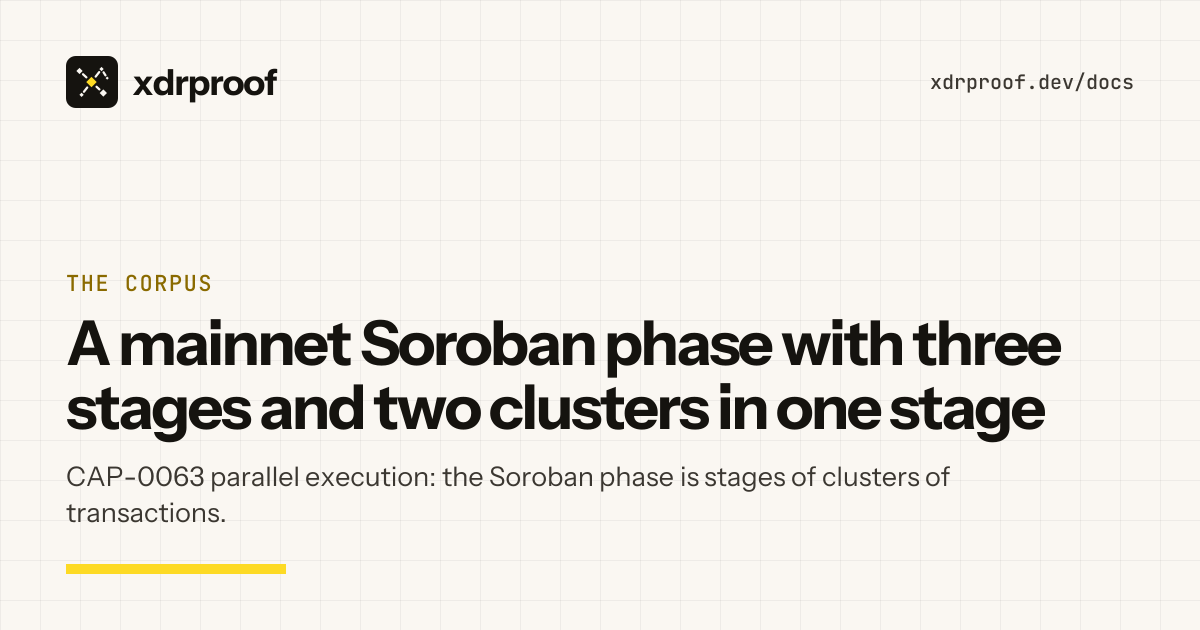 xdrproof
xdrproof.dev/docs
THE CORPUS
A mainnet Soroban phase with three
stages and two clusters in one stage
CAP-0063 parallel execution: the Soroban phase is stages of clusters of
transactions.